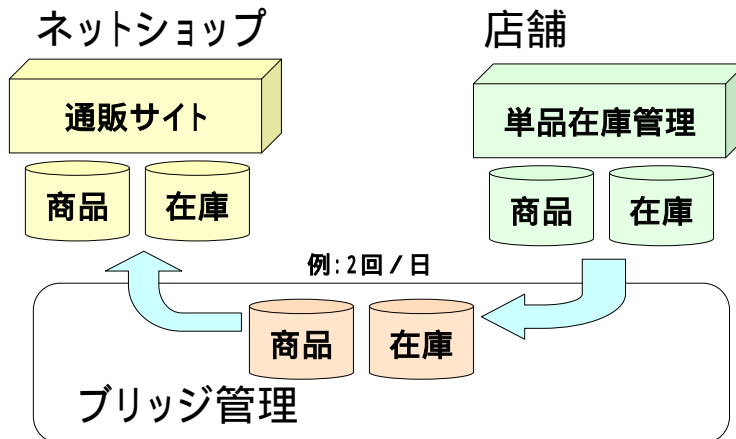 ネットショップ
店舗
通販サイト
単品在庫管理
商品
在庫
商品
在庫
例:2回/日
商品
在庫
ブリッジ管理